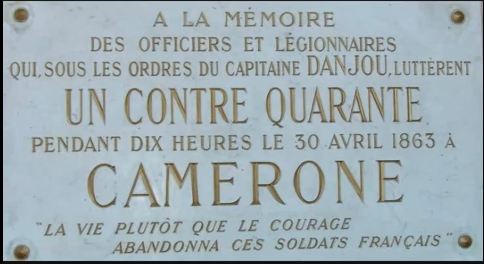 A LA MÉMOIRE
DES OFFICIERS ET LÉGIONNAIRES
QUI, SOUS LES ORDRES DU CAPITAINE DANJOU, LUTTÈRENT
UN CONTRE QUARANTE
PENDANT DIX HEURES LE 30 AVRIL 1863 À
CAMERONE
"LA VIE PLUTÔT QUE LE COURAGE
ABANDONNA CES SOLDATS FRANÇAIS"